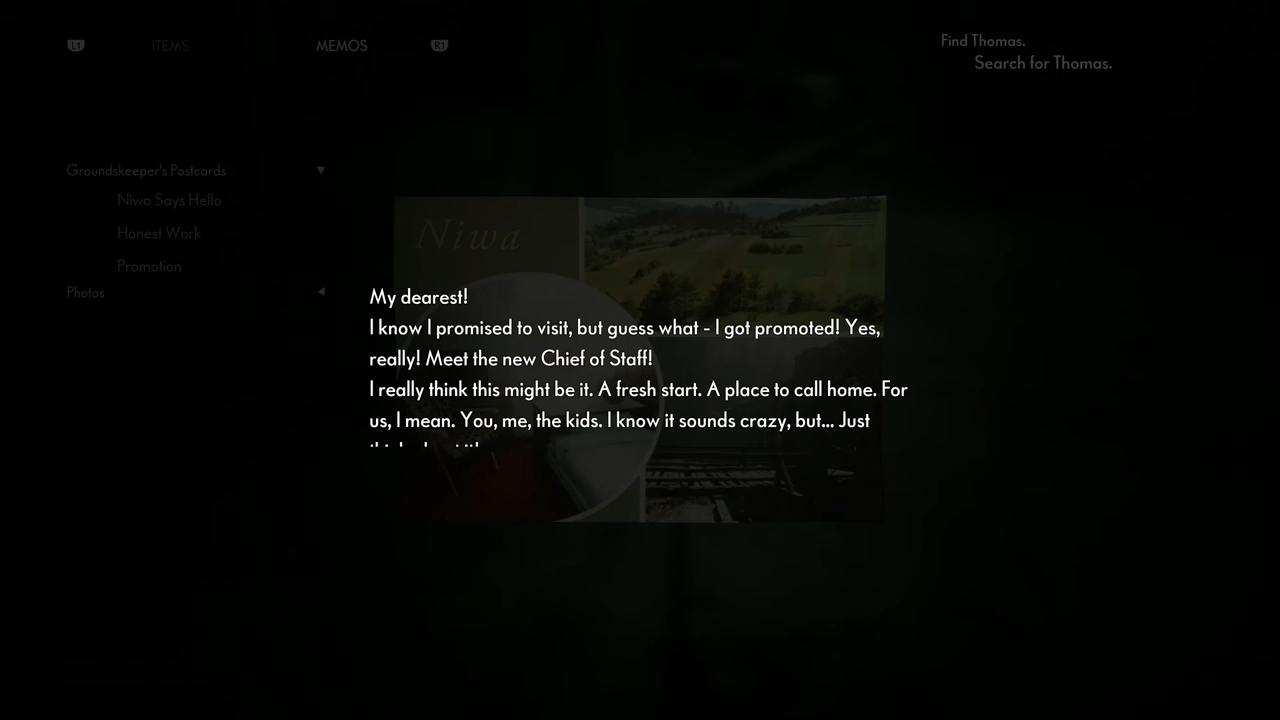 L1
ITEMS
MEMOS
R1
Find Thomas.
Search for Thomas.
Groundskeeper's Postcards
Niwa Says Hello
Honest Work
Promotion
Photos
Niwa
My dearest!
I know I promised to visit, but guess what - I got promoted! Yes,
really! Meet the new Chief of Staff!
I really think this might be it. A fresh start. A place to call home. For
us, I mean. You, me, the kids. I know it sounds crazy, but... Just